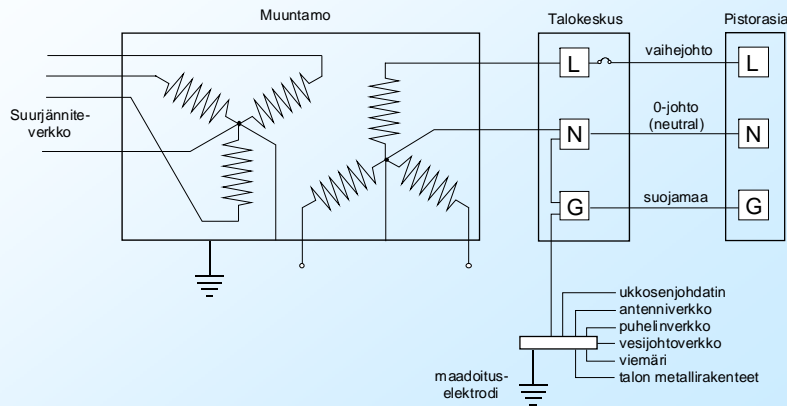 Muuntamo
Talokeskus
Pistorasia
Suurjännite-
verkko
L
vaihejohto
L
N
0-johto
(neutral)
N
G
suojamaa
G
maadoitus-
elektrodi
ukkosenjohdatin
antenniverkko
puhelinverkko
vesijohtoverkko
viemäri
talon metallirakenteet